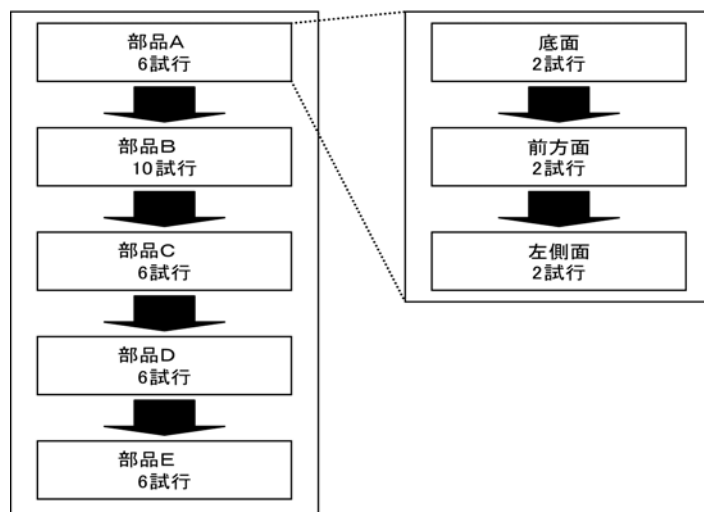 部品A
6試行
部品B
10試行
部品C
6試行
部品D
6試行
部品E
6試行
底面
2試行
前方面
2試行
左側面
2試行